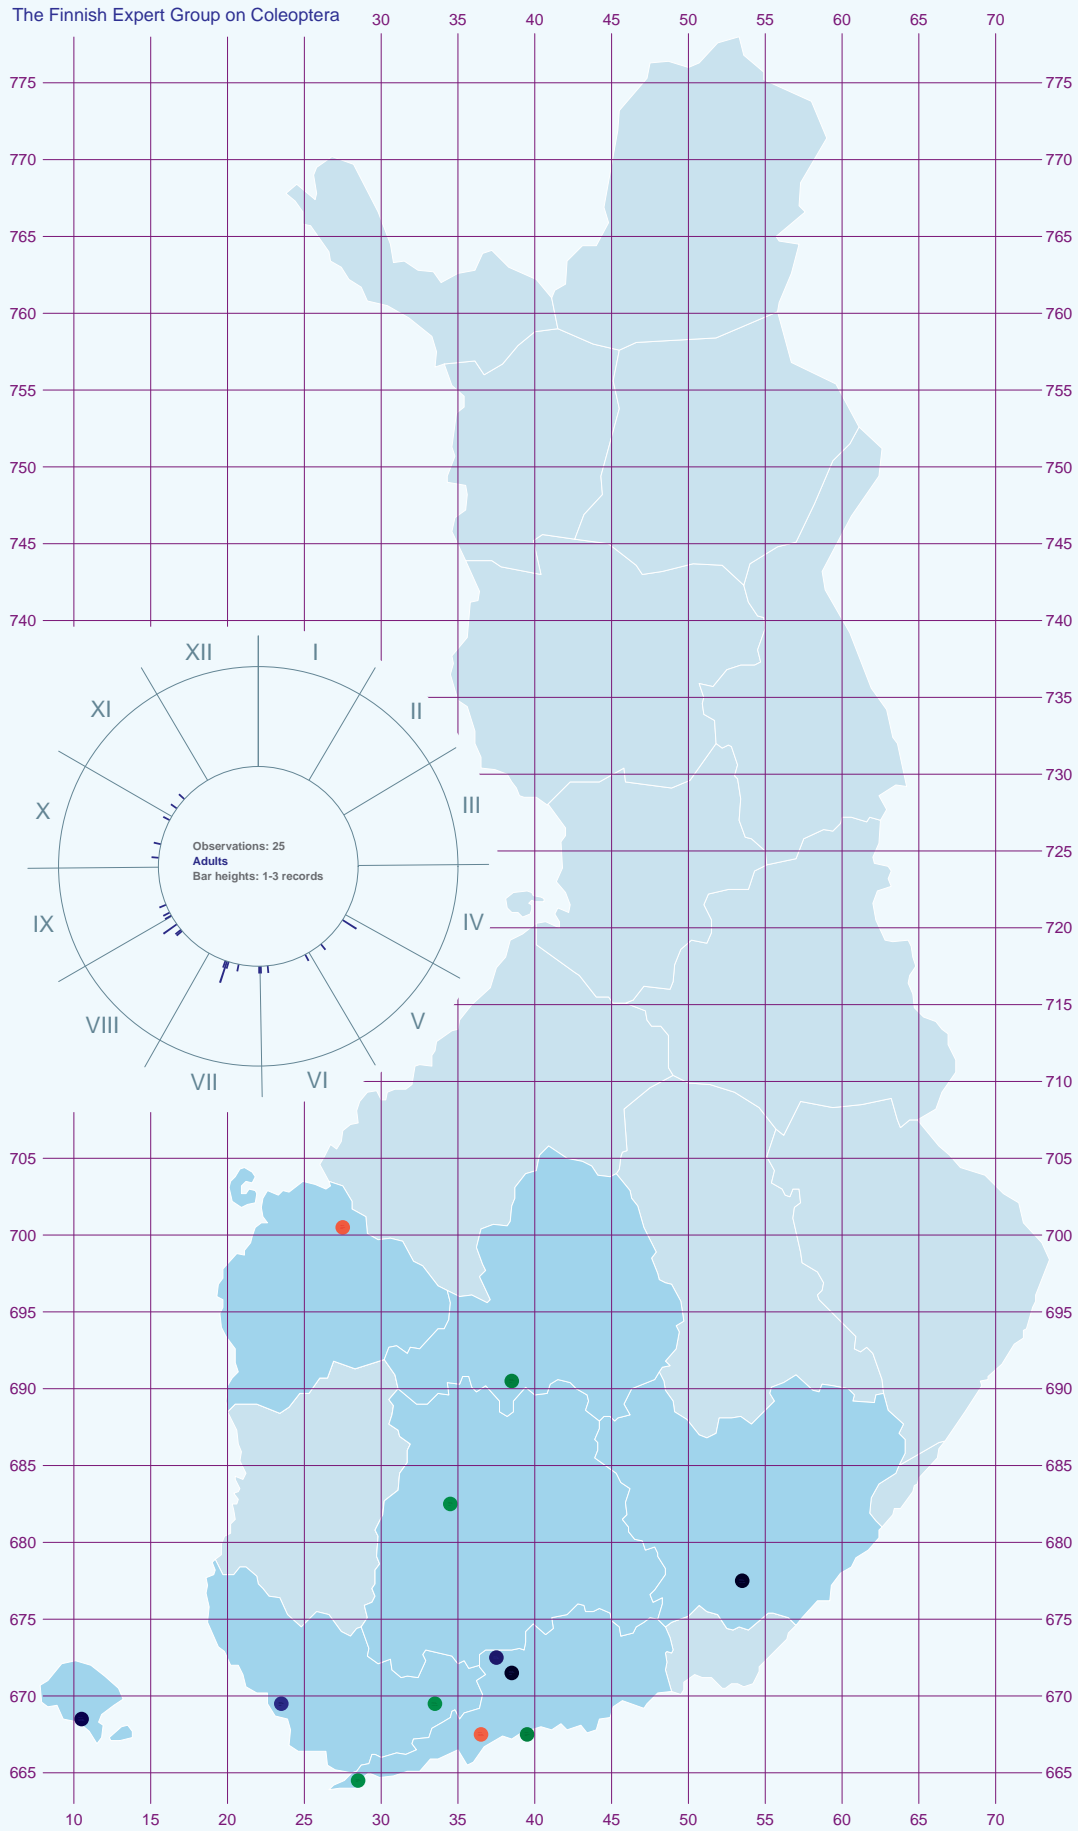 The Finnish Expert Group on Coleoptera
30 35 40 45 50 55 60 65 70
775 775
770 770
765 765
760 760
755 755
750 750
745 745
740 740
XII I
XI II
735
730
X III
Observations: 25
Adults
Bar heights: 1-3 records
725
IX IV
720
715
VIII V
VII VI
710
705 705
700 700
695 695
690 690
685 685
680 680
675 675
670 670
665 665
10 15 20 25 30 35 40 45 50 55 60 65 70